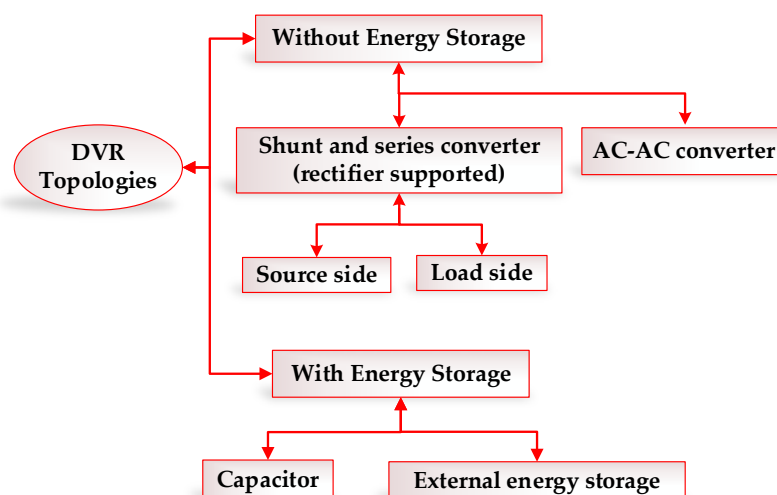 Without Energy Storage
DVR
Topologies
Shunt and series converter
(rectifier supported)
AC-AC converter
Source side
Load side
With Energy Storage
Capacitor
External energy storage